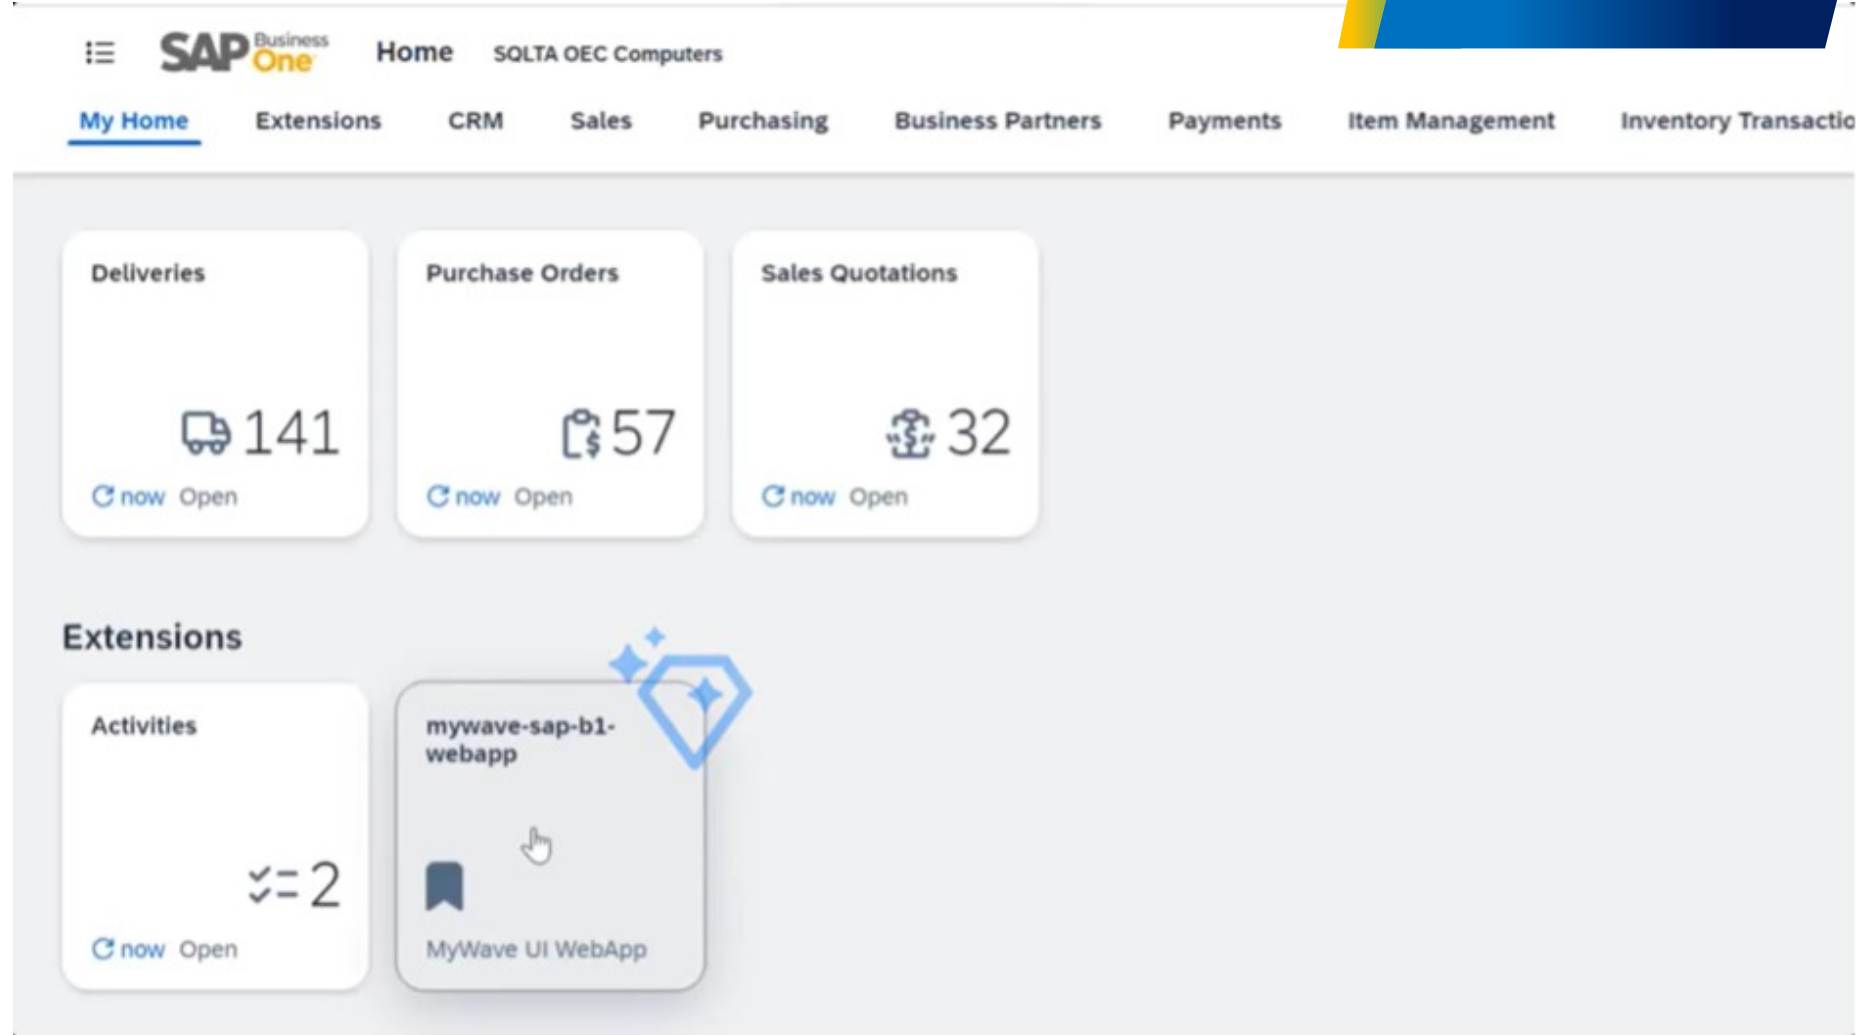 SAP Business One Home SQLTA OEC Computers
My Home Extensions CRM Sales Purchasing Business Partners Payments Item Management Inventory Transactio
Deliveries Purchase Orders Sales Quotations
141 57 32
now Open now Open now Open
Extensions
Activities
mywave-sap-b1-
webapp
2
now Open
MyWave UI WebApp